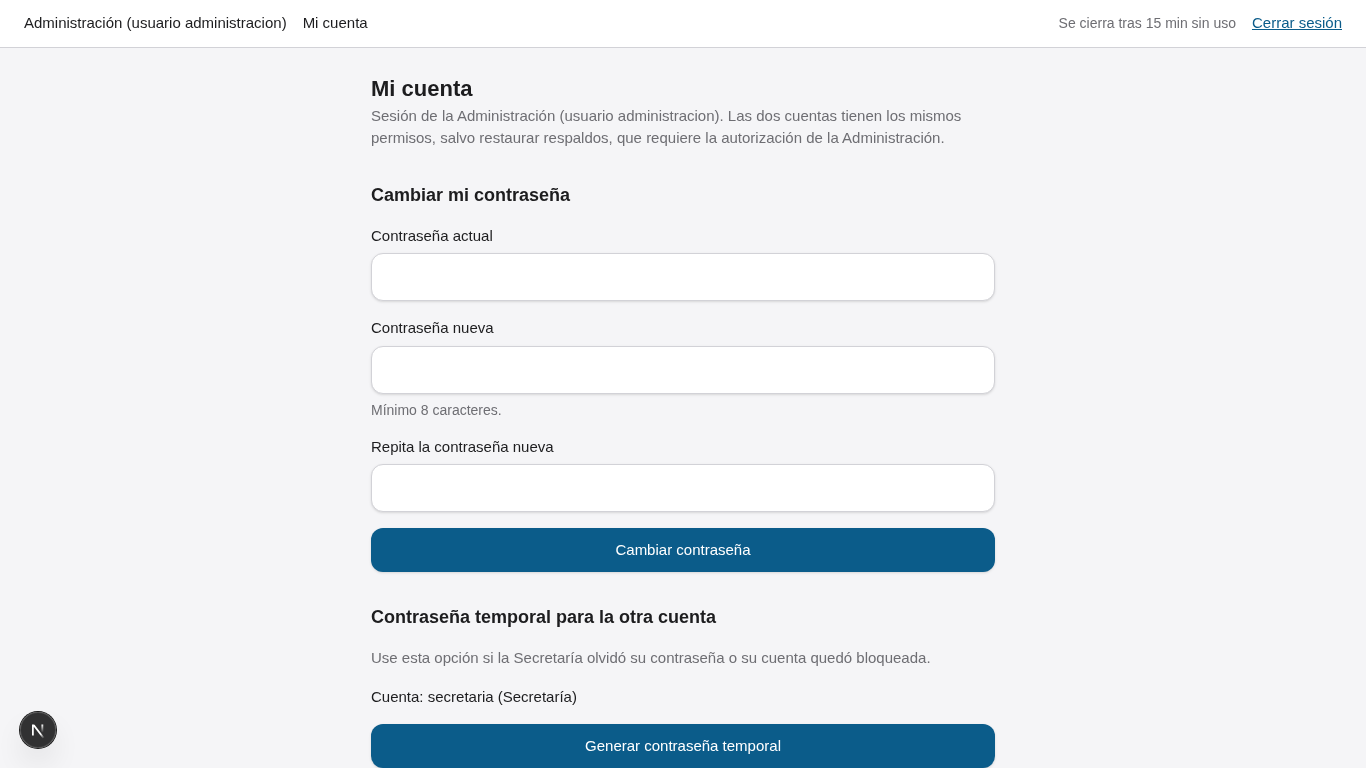 Administración (usuario administracion) Mi cuenta Se cierra tras 15 min sin uso Cerrar sesión
Mi cuenta
Sesión de la Administración (usuario administracion). Las dos cuentas tienen los mismos
permisos, salvo restaurar respaldos, que requiere la autorización de la Administración.
Cambiar mi contraseña
Contraseña actual
Contraseña nueva
Mínimo 8 caracteres.
Repita la contraseña nueva
Cambiar contraseña
Contraseña temporal para la otra cuenta
Use esta opción si la Secretaría olvidó su contraseña o su cuenta quedó bloqueada.
Cuenta: secretaria (Secretaría)
Generar contraseña temporal
N